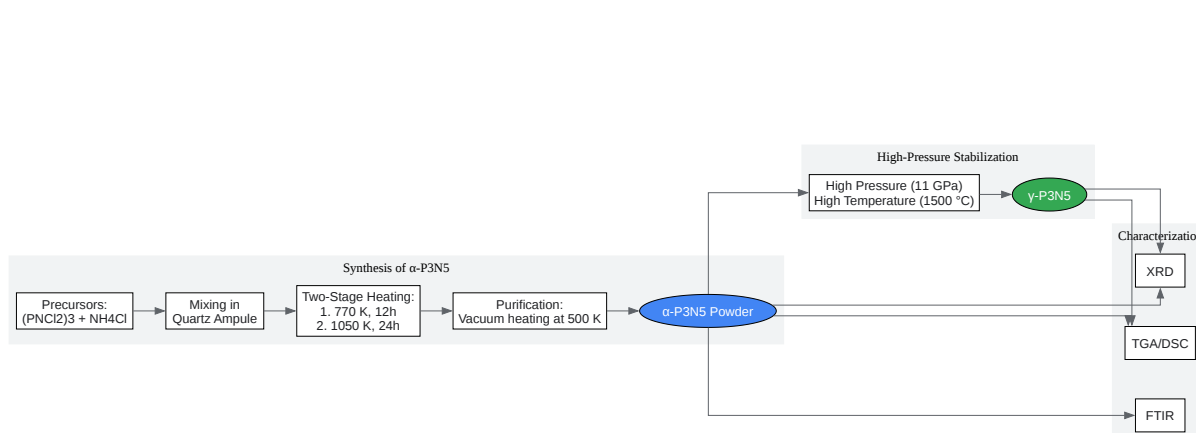 High-Pressure Stabilization
High Pressure (11 GPa)
High Temperature (1500 °C)
γ-P3N5
Characterizatio
XRD
Synthesis of α-P3N5
Precursors:
(PNCl2)3 + NH4Cl
Mixing in
Quartz Ampule
Two-Stage Heating:
1. 770 K, 12h
2. 1050 K, 24h
Purification:
Vacuum heating at 500 K
α-P3N5 Powder
TGA/DSC
FTIR